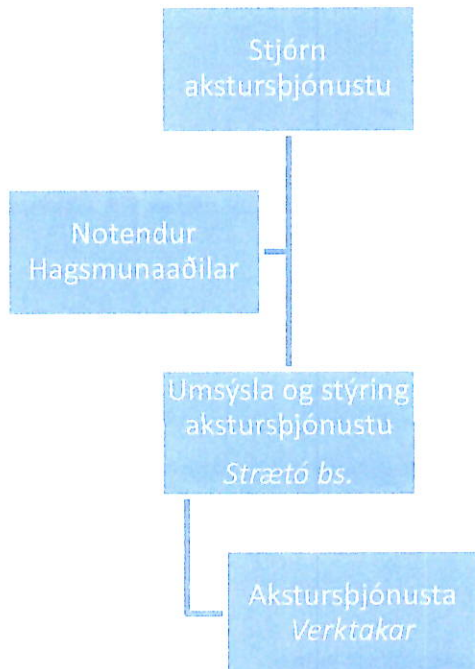 Stjórn
akstursþjónustu
Notendur
Hagsmunaaðilar
Umsýsla og stýring
akstursþjónustu
Strætó bs.
Akstursþjónusta
Verktakar